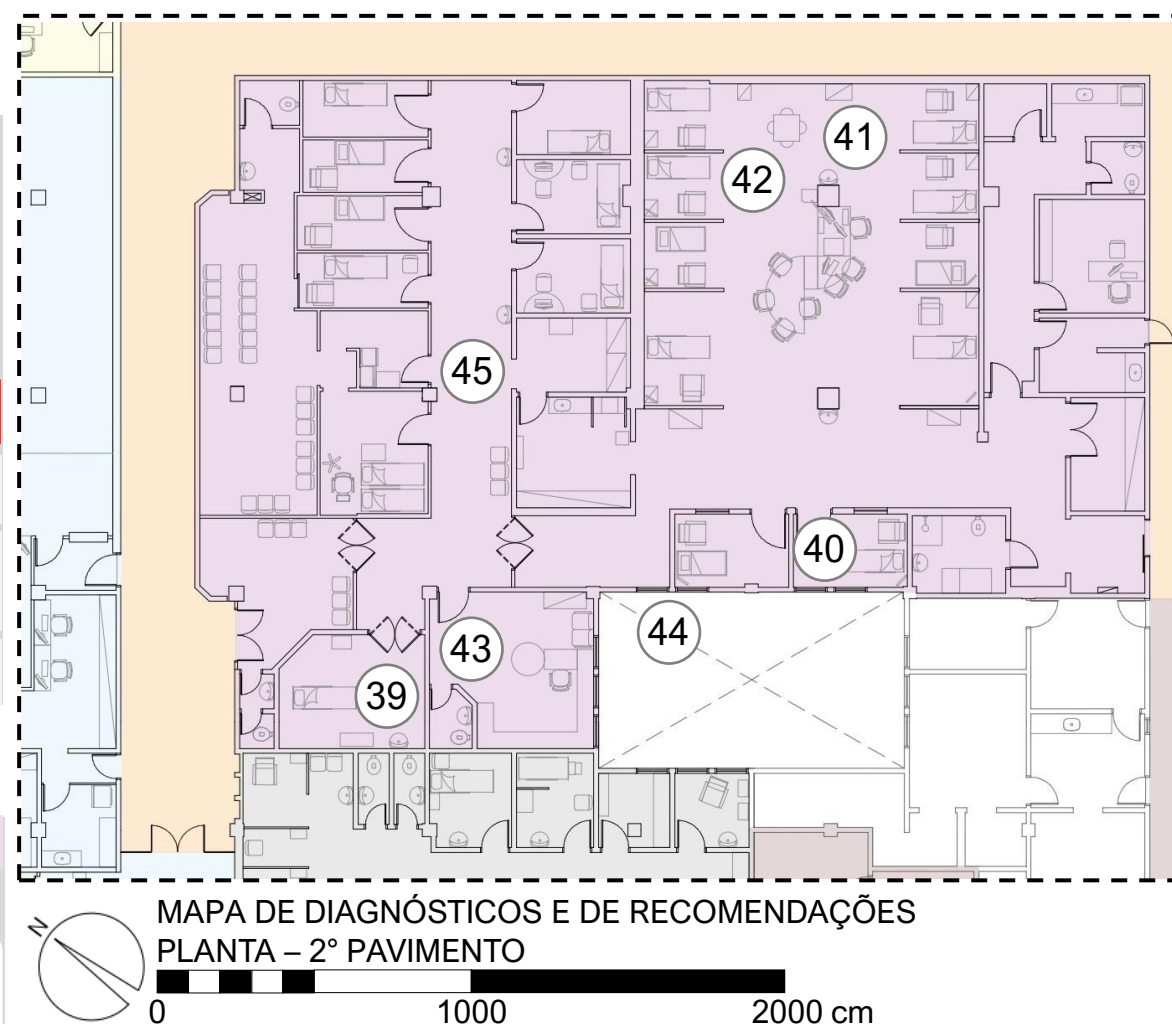 41
42
45
40
44
43
39
N
MAPA DE DIAGNÓSTICOS E DE RECOMENDAÇÕES
PLANTA – 2° PAVIMENTO
0 1000 2000 cm